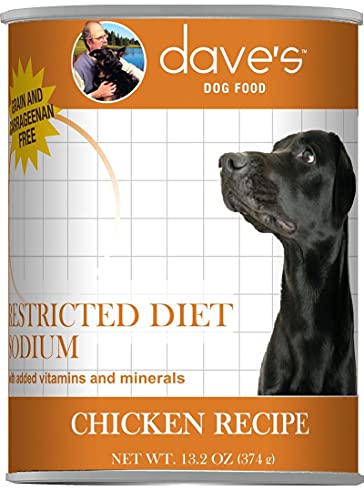 dave's™
DOG FOOD
GRAIN AND
CARRAGEENAN
FREE
RESTRICTED DIET
SODIUM
with added vitamins and minerals
CHICKEN RECIPE
NET WT. 13.2 OZ (374 g)